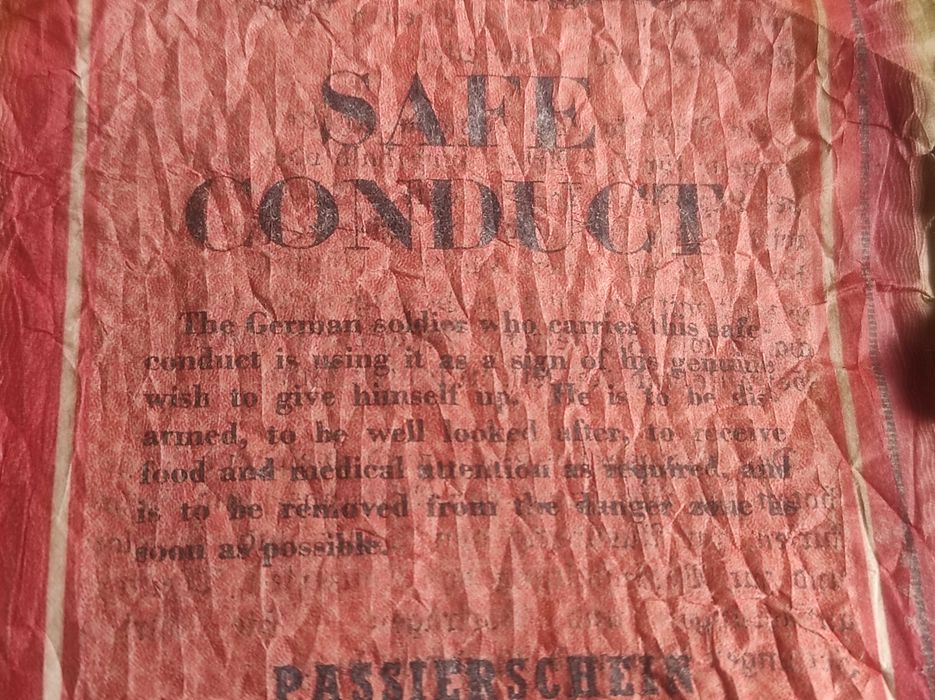 SAFE
CONDUCT
The German soldier who carries this safe
conduct is using it as a sign of his genuine
wish to give himself up. He is to be dis-
armed, to be well looked after, to receive
food and medical attention as required, and
is to be removed from the danger zone as
soon as possible.
PASSIERSCHEIN